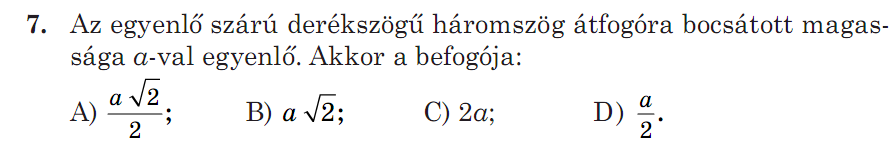 7. Az egyenlő szárú derékszögű háromszög átfogóra bocsátott magas-
sága a-val egyenlő. Akkor a befogója:
A) a√2/2; B) a √2; C) 2a; D) a/2.